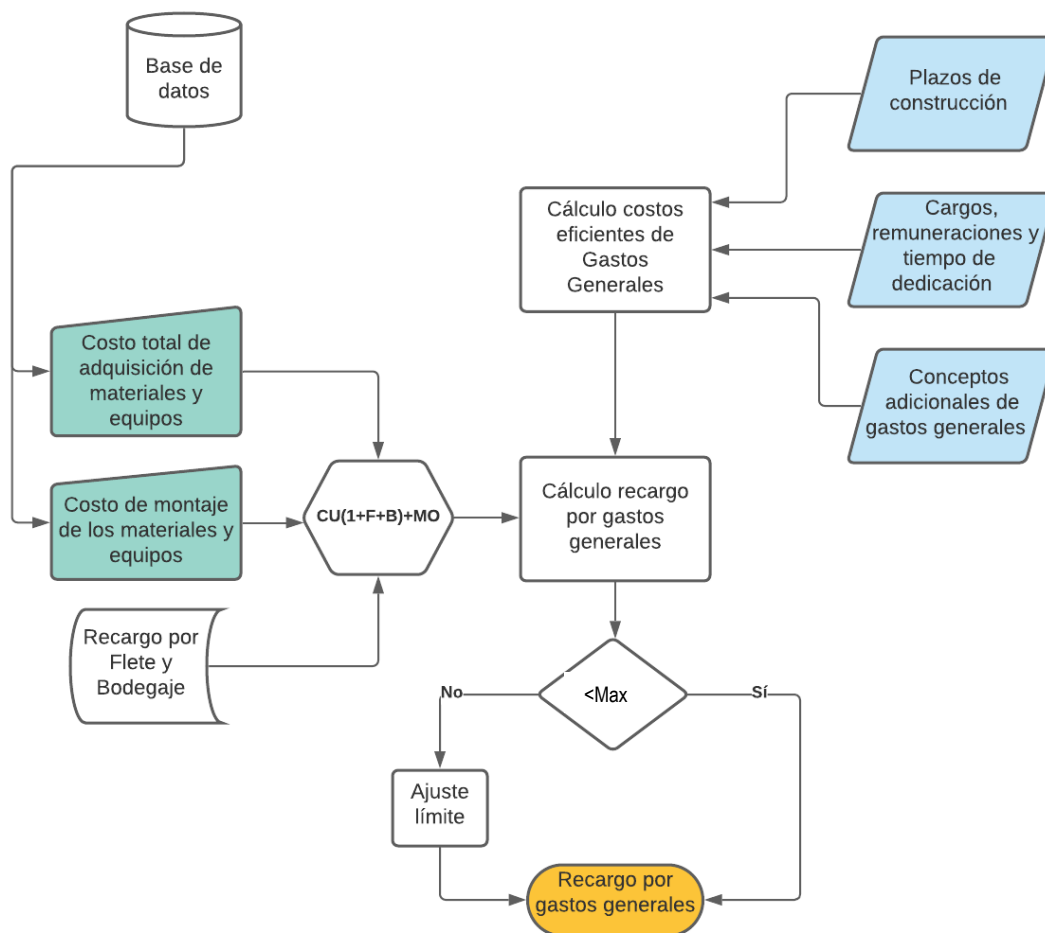 Base de
datos
Plazos de
construcción
Cálculo costos
eficientes de
Gastos
Generales
Cargos,
remuneraciones y
tiempo de
dedicación
Costo total de
adquisición de
materiales y
equipos
Conceptos
adicionales de
gastos generales
Costo de montaje
de los materiales y
equipos
CU(1+F+B)+MO
Cálculo recargo
por gastos
generales
Recargo por
Flete y
Bodegaje
<Max
No
Sí
Ajuste
límite
Recargo por
gastos generales